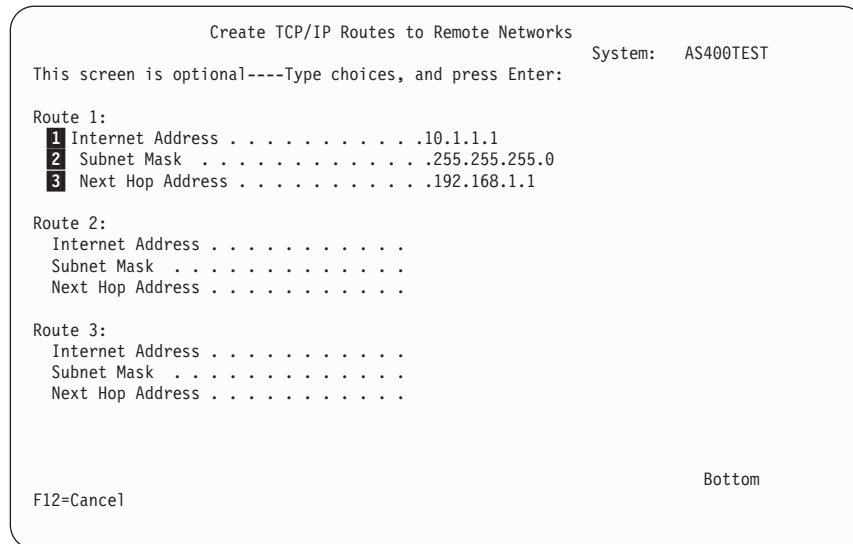 Create TCP/IP Routes to Remote Networks
System: AS400TEST
This screen is optional----Type choices, and press Enter:
Route 1:
1 Internet Address . . . . . . . . . . .10.1.1.1
2 Subnet Mask . . . . . . . . . . . . .255.255.255.0
3 Next Hop Address . . . . . . . . . . .192.168.1.1
Route 2:
Internet Address . . . . . . . . . . .
Subnet Mask . . . . . . . . . . . . .
Next Hop Address . . . . . . . . . . .
Route 3:
Internet Address . . . . . . . . . . .
Subnet Mask . . . . . . . . . . . . .
Next Hop Address . . . . . . . . . . .
Bottom
F12=Cancel